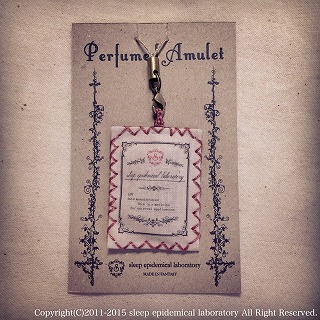 Perfume Amulet
sleep epidemical laboratory
sleep epidemical laboratory
MADE IN FANTASY
Copyright(C)2011-2015 sleep epidemical laboratory All Right Reserved.